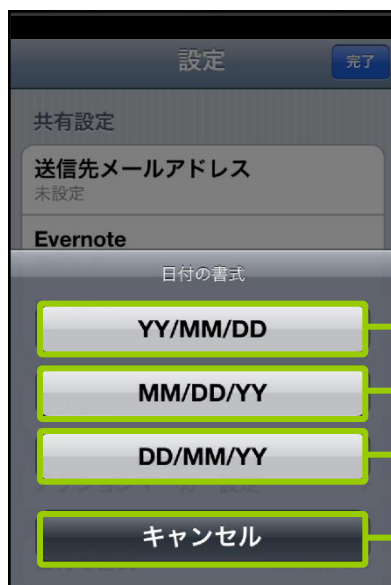 設定
完了
共有設定
送信先メールアドレス
未設定
Evernote
日付の書式
YY/MM/DD
MM/DD/YY
DD/MM/YY
キャンセル